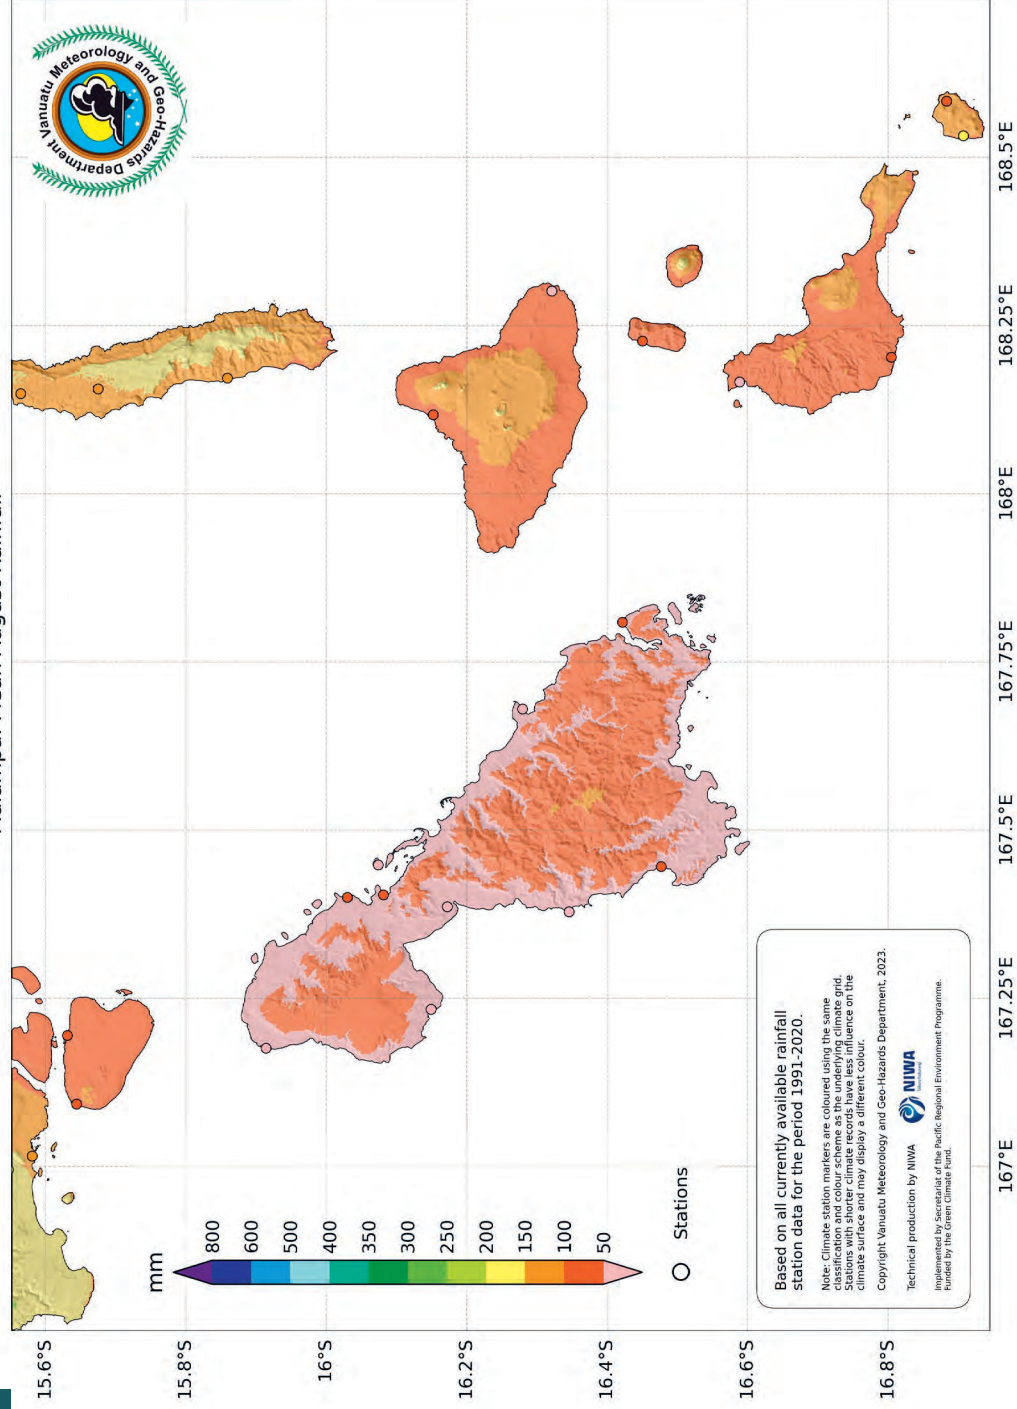 Malampa: Mean August Rainfall
Vanuatu Meteorology and Geo-Hazards Department
15.6°S
15.8°S
16°S
16.2°S
16.4°S
16.6°S
16.8°S
mm
800
600
500
400
350
300
250
200
150
100
50
Stations
Based on all currently available rainfall
station data for the period 1991-2020.
Note: Climate station markers are coloured using the same
classification and colour scheme as the underlying climate grid.
Stations with shorter climate records have less influence on the
climate surface and may display a different colour.
Copyright Vanuatu Meteorology and Geo-Hazards Department, 2023.
Technical production by NIWA
NIWA
Implemented by Secretariat of the Pacific Regional Environment Programme.
Funded by the Green Climate Fund.
167°E
167.25°E
167.5°E
167.75°E
168°E
168.25°E
168.5°E